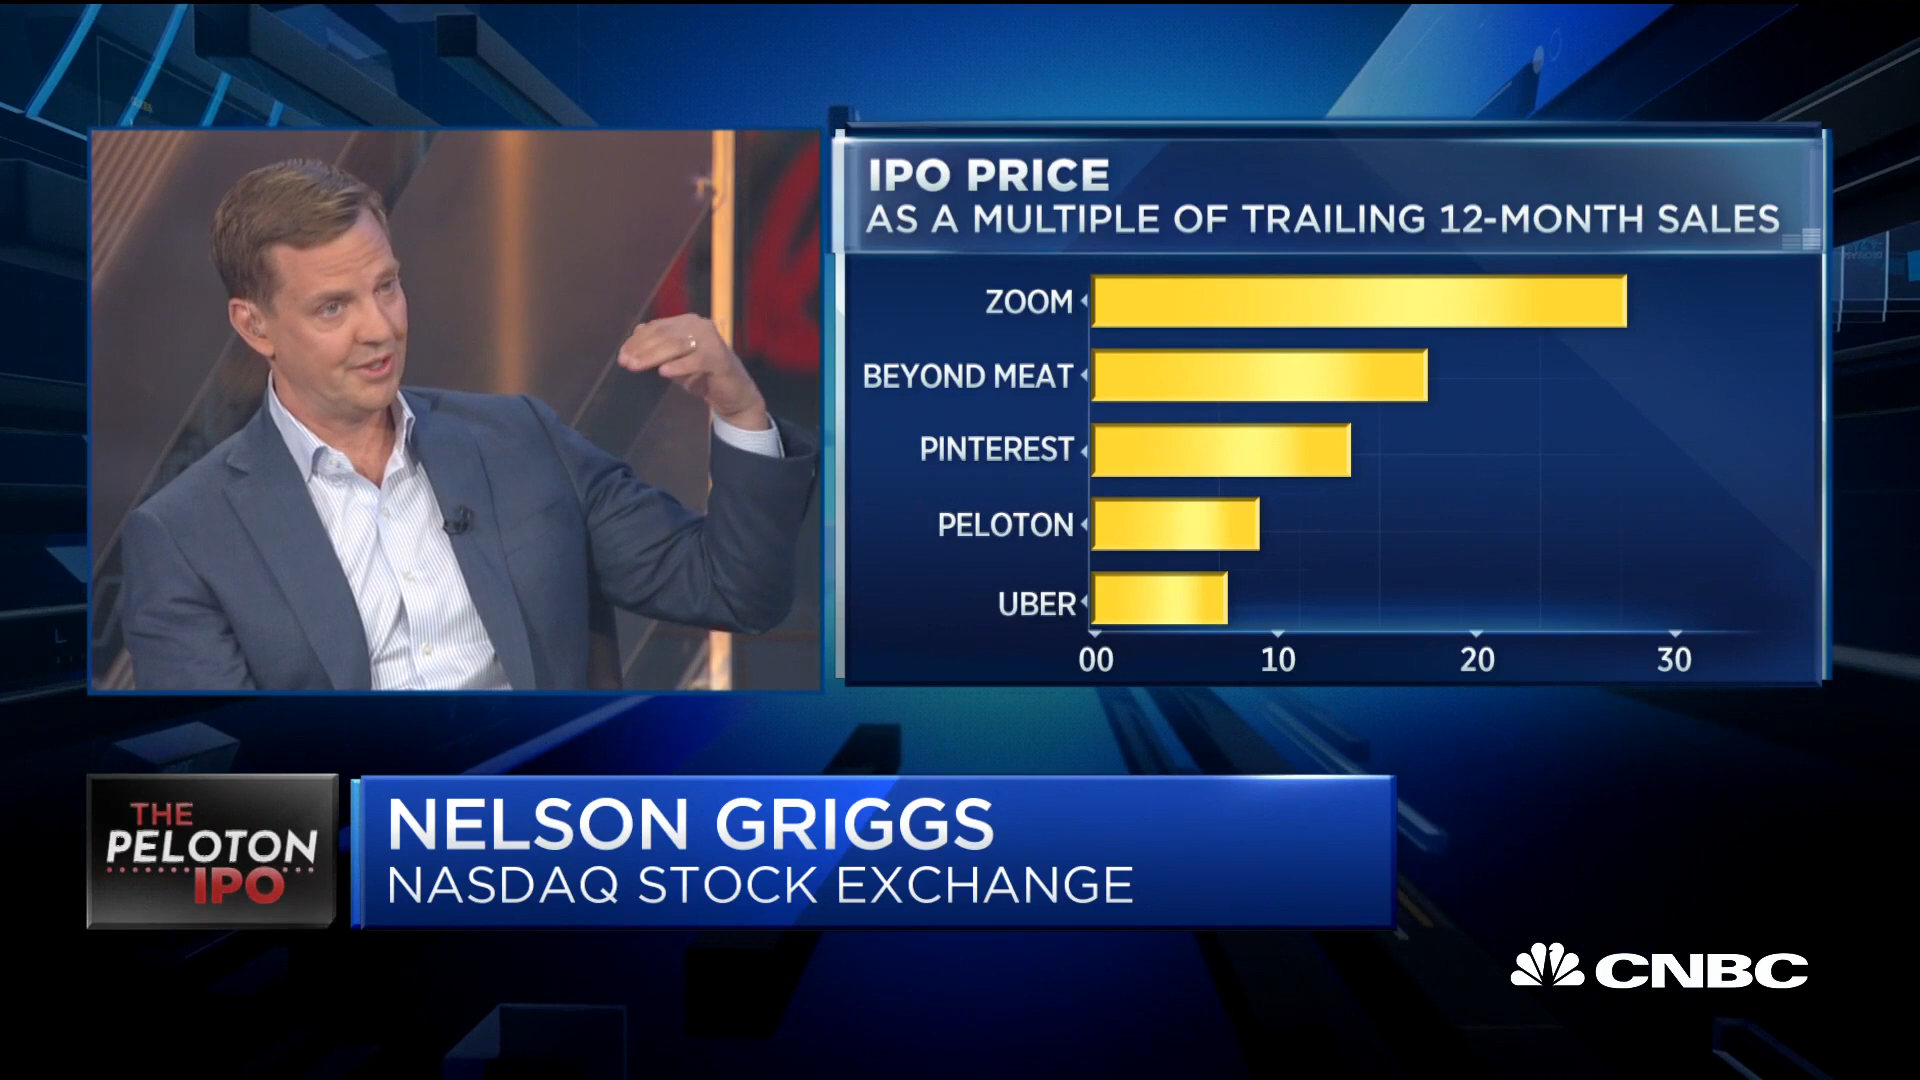 IPO PRICE
AS A MULTIPLE OF TRAILING 12-MONTH SALES
ZOOM
BEYOND MEAT
PINTEREST
PELOTON
UBER
00 10 20 30
THE
PELOTON
IPO
NELSON GRIGGS
NASDAQ STOCK EXCHANGE
CNBC